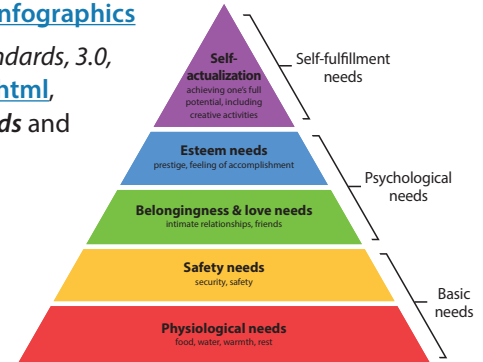 nfographics
ndards, 3.0,
html,
ds and
Self-
actualization
achieving one's full
potential, including
creative activities
Self-fulfillment
needs
Esteem needs
prestige, feeling of accomplishment
Psychological
needs
Belongingness & love needs
intimate relationships, friends
Safety needs
security, safety
Basic
needs
Physiological needs
food, water, warmth, rest